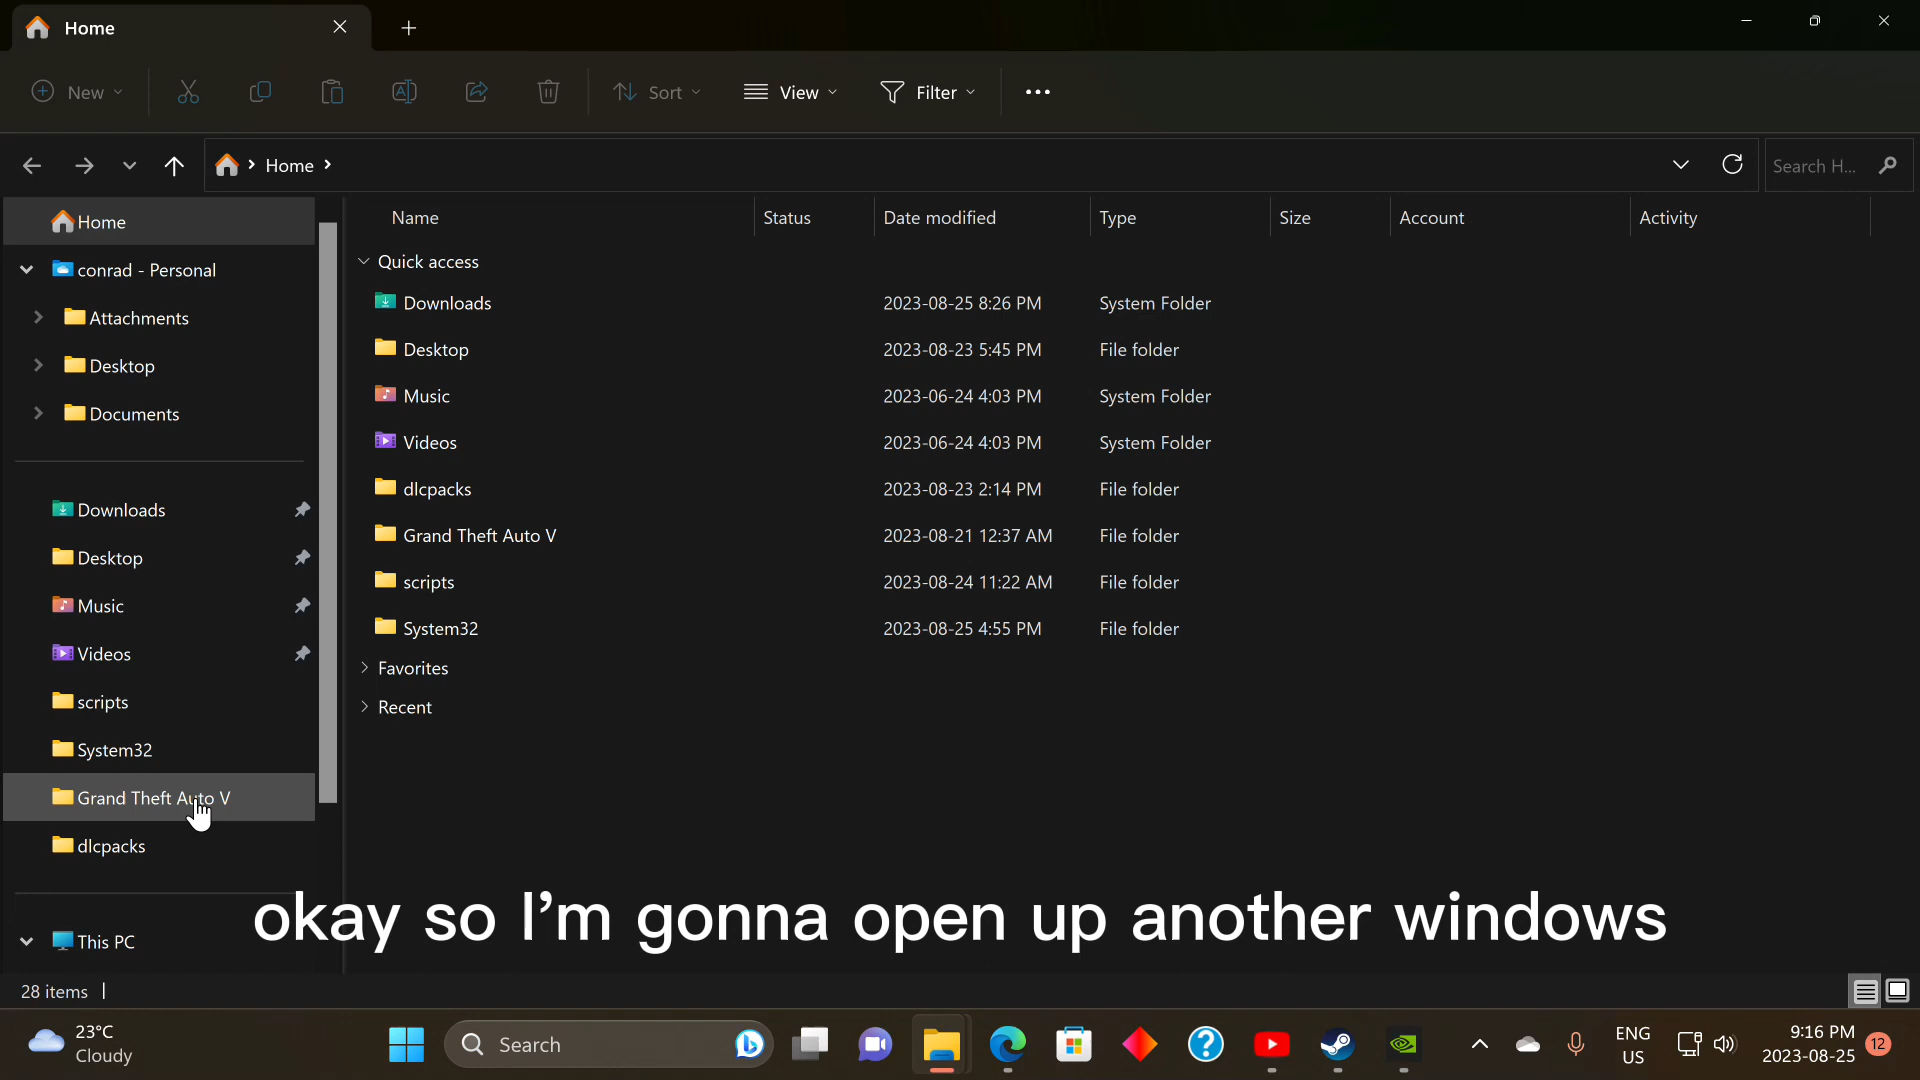 Home
New
Sort
View
Filter
Home
Search H...
Home
conrad - Personal
Attachments
Desktop
Documents
Downloads
Desktop
Music
Videos
scripts
System32
Grand Theft Auto V
dlcpacks
This PC
Name Status Date modified Type Size Account Activity
Quick access
Downloads 2023-08-25 8:26 PM System Folder
Desktop 2023-08-23 5:45 PM File folder
Music 2023-06-24 4:03 PM System Folder
Videos 2023-06-24 4:03 PM System Folder
dlcpacks 2023-08-23 2:14 PM File folder
Grand Theft Auto V 2023-08-21 12:37 AM File folder
scripts 2023-08-24 11:22 AM File folder
System32 2023-08-25 4:55 PM File folder
Favorites
Recent
okay so I'm gonna open up another windows
28 items
23°C
Cloudy
Search
ENG
US
9:16 PM
2023-08-25
12